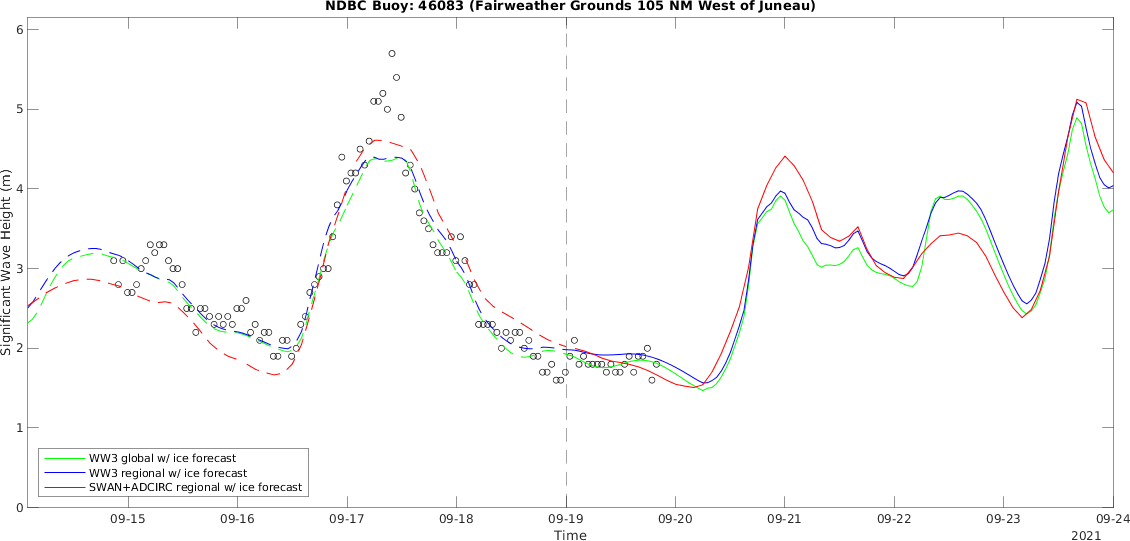 NDBC Buoy: 46083 (Fairweather Grounds 105 NM West of Juneau)
Significant Wave Height (m)
6
5
4
3
2
1
0
WW3 global w/ ice forecast
WW3 regional w/ ice forecast
SWAN+ADCIRC regional w/ ice forecast
09-15 09-16 09-17 09-18 09-19 09-20 09-21 09-22 09-23 09-24
Time
2021